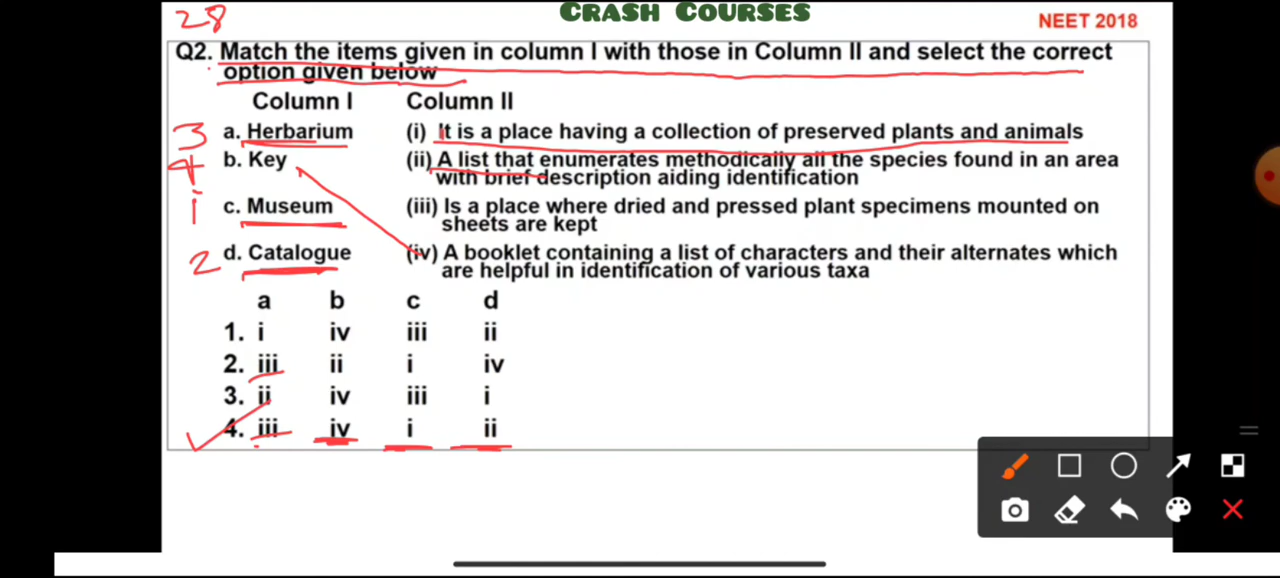 28
CRASH COURSES
NEET 2018
Q2. Match the items given in column I with those in Column II and select the correct
option given below
Column I Column II
3 a. Herbarium (i) It is a place having a collection of preserved plants and animals
4 b. Key (ii) A list that enumerates methodically all the species found in an area
with brief description aiding identification
i c. Museum (iii) Is a place where dried and pressed plant specimens mounted on
sheets are kept
2 d. Catalogue (iv) A booklet containing a list of characters and their alternates which
are helpful in identification of various taxa
a b c d
1. i iv iii ii
2. iii ii i iv
3. ii iv iii i
4. iii iv i ii